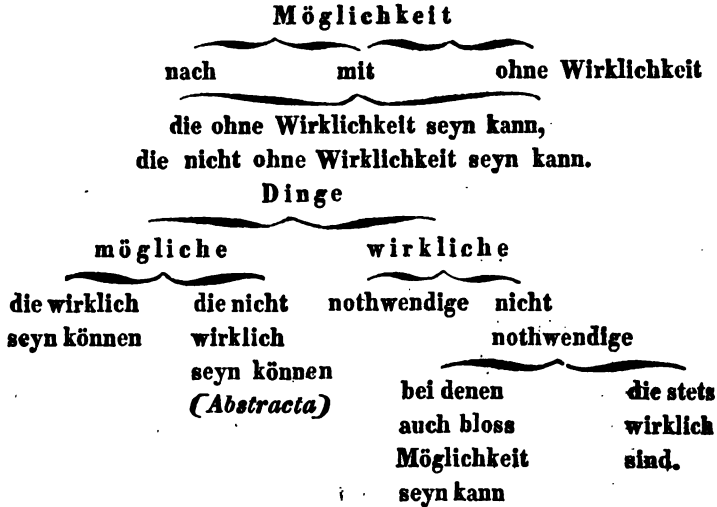 Möglichkeit
nach mit ohne Wirklichkeit
die ohne Wirklichkeit seyn kann,
die nicht ohne Wirklichkeit seyn kann.
Dinge
mögliche wirkliche
die wirklich die nicht nothwendige nicht
seyn können wirklich nothwendige
seyn können
(Abstracta)
bei denen die stets
auch bloss wirklich
Möglichkeit sind.
seyn kann